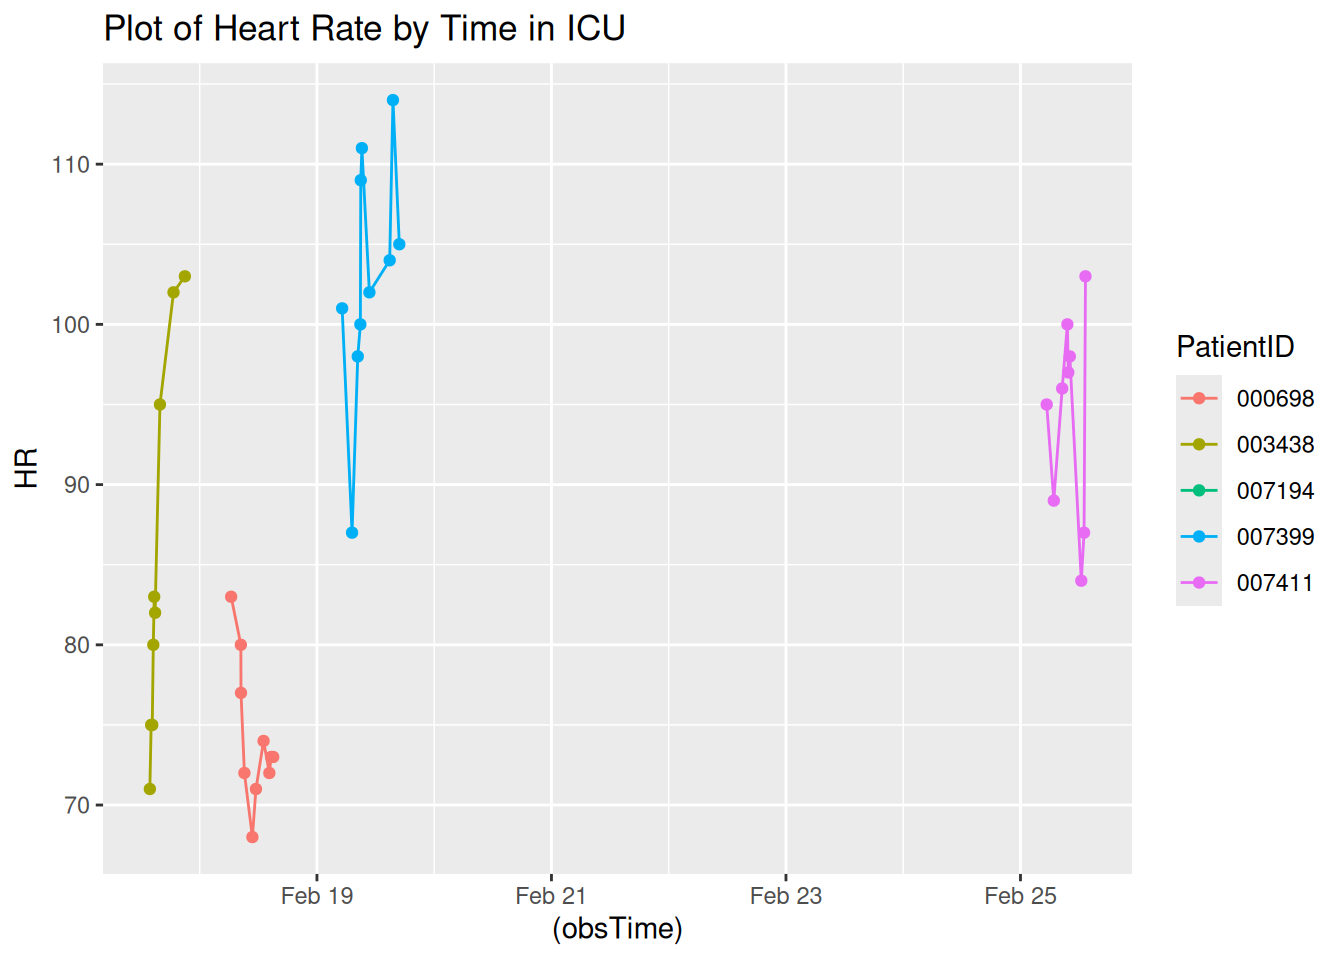 Plot of Heart Rate by Time in ICU
110
100
90
80
70
HR
Feb 19
Feb 21
Feb 23
Feb 25
(obsTime)
PatientID
000698
003438
007194
007399
007411